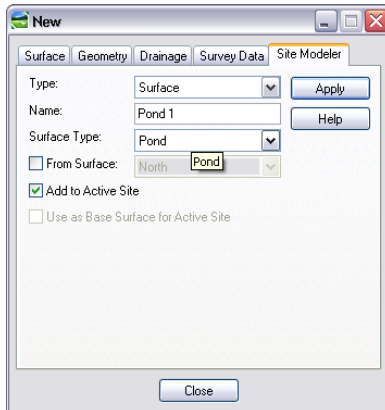 New
Surface Geometry Drainage Survey Data Site Modeler
Type: Surface Apply
Name: Pond 1 Help
Surface Type: Pond
From Surface: North Pond
Add to Active Site
Use as Base Surface for Active Site
Close